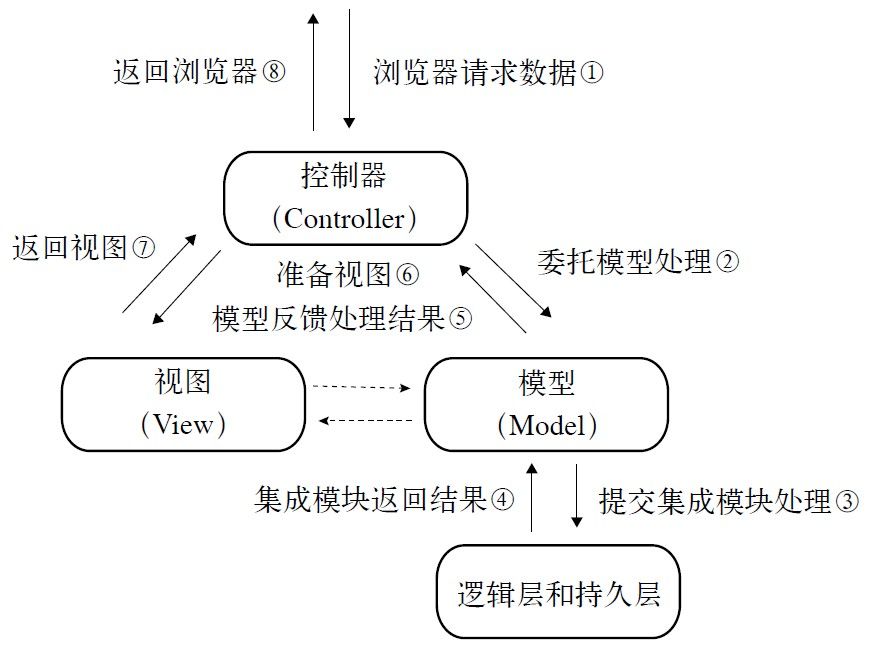 返回浏览器⑧
浏览器请求数据①
控制器
（Controller）
返回视图⑦
准备视图⑥
委托模型处理②
模型反馈处理结果⑤
视图
（View）
模型
（Model）
集成模块返回结果④
提交集成模块处理③
逻辑层和持久层